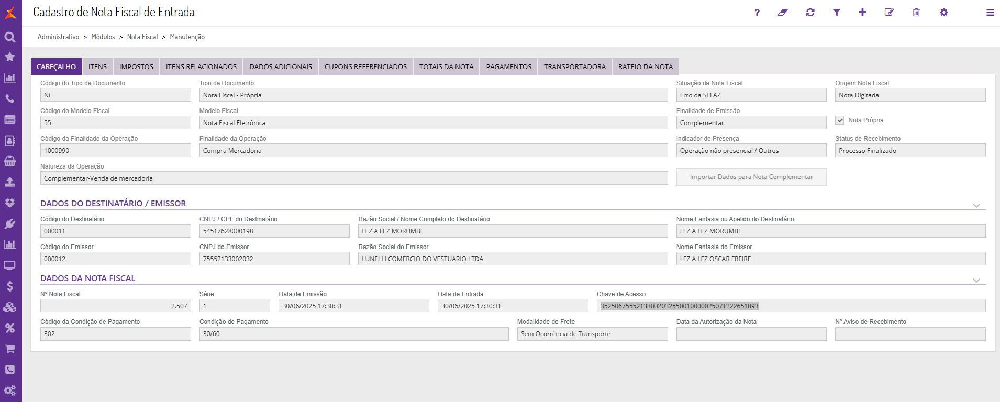 Cadastro de Nota Fiscal de Entrada
?
Administrativo > Módulos > Nota Fiscal > Manutenção
CABEÇALHO ITENS IMPOSTOS ITENS RELACIONADOS DADOS ADICIONAIS CUPONS REFERENCIADOS TOTAIS DA NOTA PAGAMENTOS TRANSPORTADORA RATEIO DA NOTA
Código do Tipo de Documento Tipo de Documento Situação da Nota Fiscal Origem Nota Fiscal
NF Nota Fiscal - Própria Erro da SEFAZ Nota Digitada
Código do Modelo Fiscal Modelo Fiscal Finalidade de Emissão
55 Nota Fiscal Eletrônica Complementar Nota Própria
Código da Finalidade da Operação Finalidade da Operação Indicador de Presença Status de Recebimento
1000990 Compra Mercadoria Operação não presencial / Outros Processo Finalizado
Natureza da Operação
Complementar-Venda de mercadoria Importar Dados para Nota Complementar
DADOS DO DESTINATÁRIO / EMISSOR
Código do Destinatário CNPJ / CPF do Destinatário Razão Social / Nome Completo do Destinatário Nome Fantasia ou Apelido do Destinatário
000011 54517628000198 LEZ A LEZ MORUMBI LEZ A LEZ MORUMBI
Código do Emissor CNPJ do Emissor Razão Social do Emissor Nome Fantasia do Emissor
000012 75552133002032 LUNELLI COMERCIO DO VESTUARIO LTDA LEZ A LEZ OSCAR FREIRE
DADOS DA NOTA FISCAL
Nº Nota Fiscal Série Data de Emissão Data de Entrada Chave de Acesso
2.507 1 30/06/2025 17:30:31 30/06/2025 17:30:31 35250675552133002032550010000025071222651093
Código da Condição de Pagamento Condição de Pagamento Modalidade de Frete Data da Autorização da Nota Nº Aviso de Recebimento
302 30/60 Sem Ocorrência de Transporte